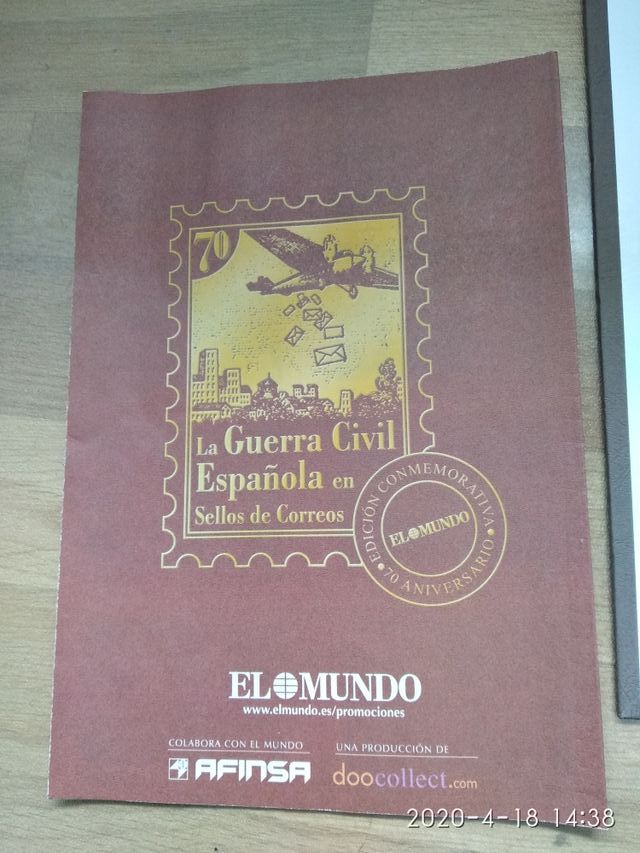 70
La Guerra Civil
Española en
Sellos de Correos
EDICIÓN CONMEMORATIVA
EL MUNDO
70 ANIVERSARIO
EL MUNDO
www.elmundo.es/promociones
COLABORA CON EL MUNDO
AFINSA
UNA PRODUCCIÓN DE
doocollect.com
2020-4-18 14:38